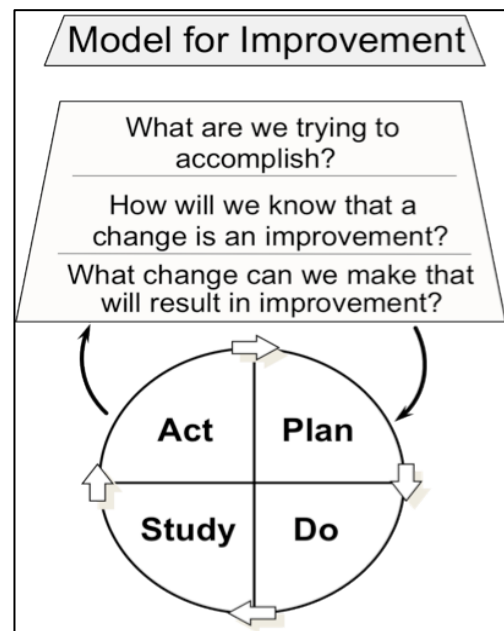 Model for Improvement
What are we trying to
accomplish?
How will we know that a
change is an improvement?
What change can we make that
will result in improvement?
Act
Plan
Study
Do